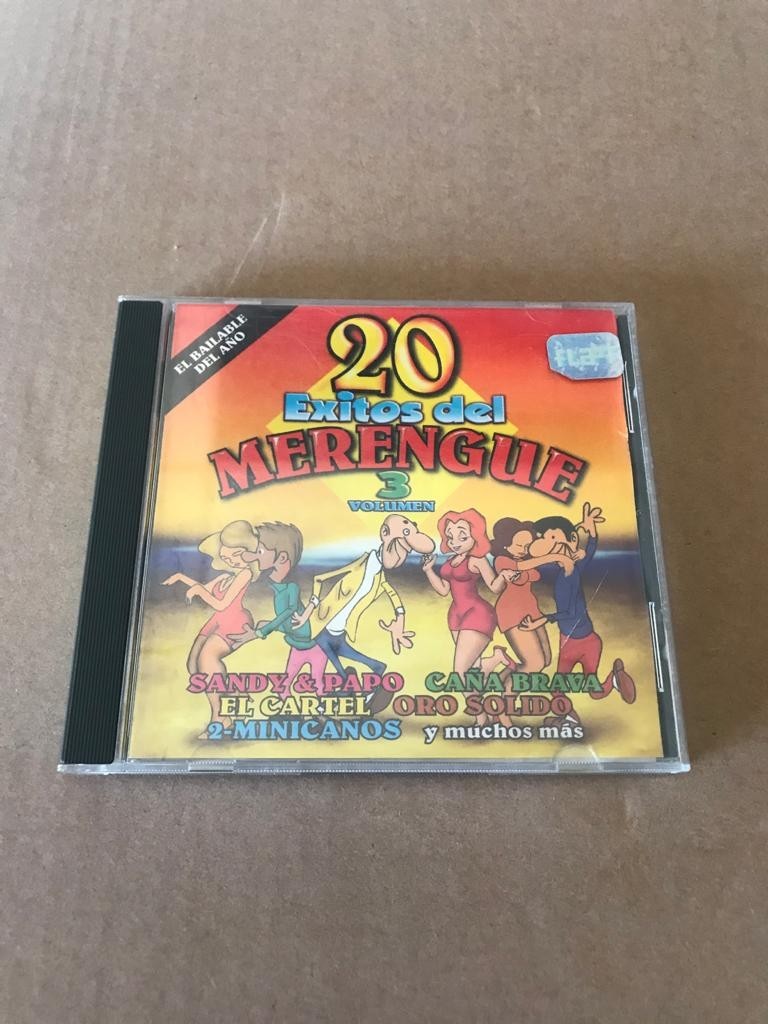 EL BAILABLE
DEL AÑO
20
Exitos del
MERENGUE
3
VOLUMEN
SANDY & PAPO CAÑA BRAVA
EL CARTEL ORO SOLIDO
2-MINICANOS y muchos más